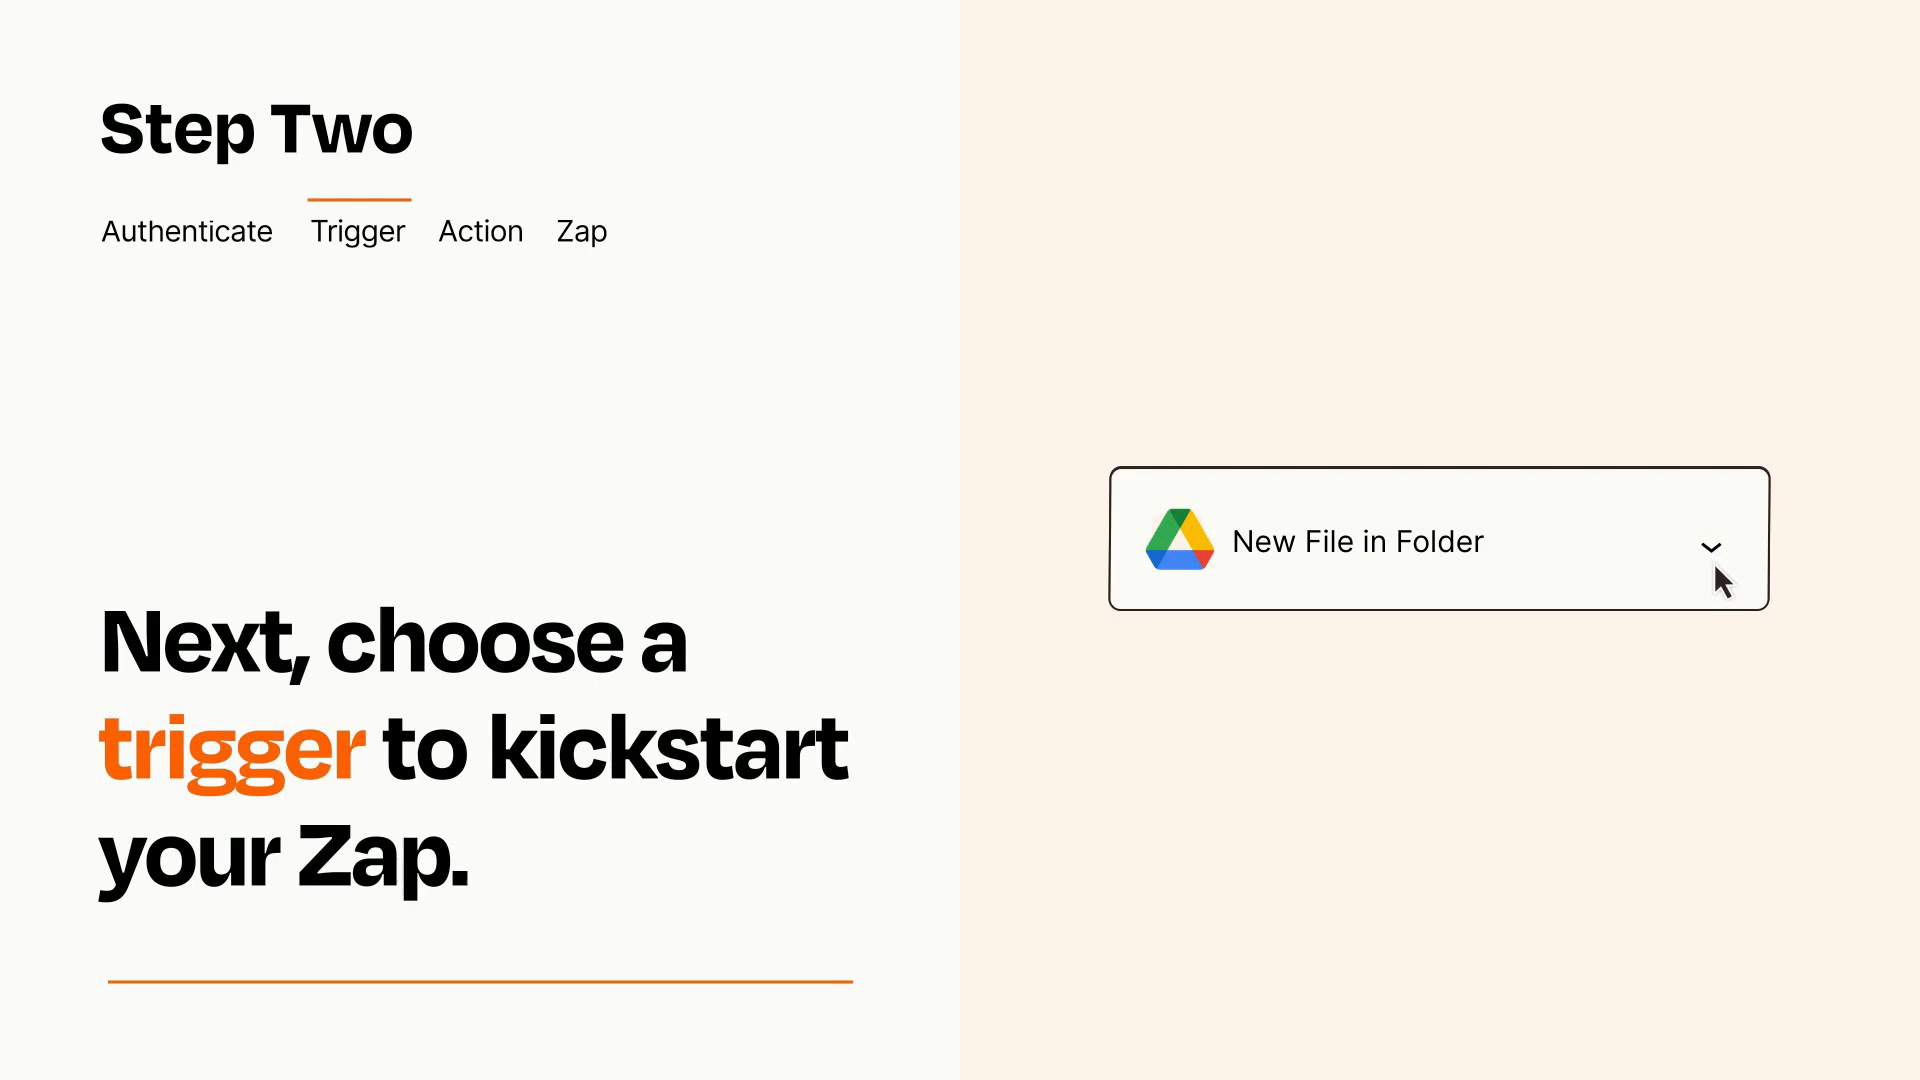 Step Two
Authenticate Trigger Action Zap
Next, choose a
trigger to kickstart
your Zap.
New File in Folder